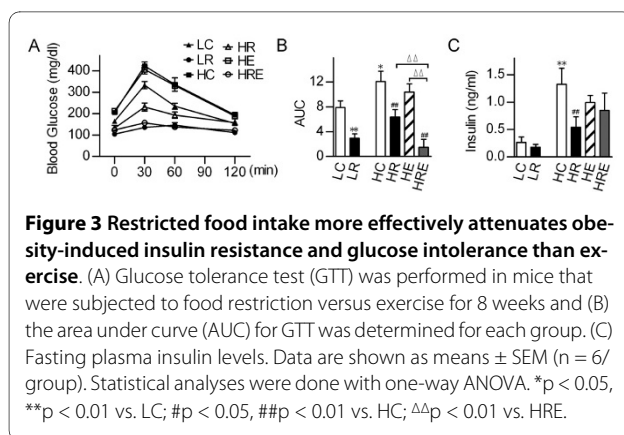 A
B
C
LC
LR
HC
HR
HE
HRE
Blood Glucose (mg/dl)
400
300
200
100
0
0 30 60 90 120 (min)
AUC
12
8
4
0
**
*
##
ΔΔ
ΔΔ
##
LC LR HC HR HE HRE
Insulin (ng/ml)
1.5
1.0
0.5
0.0
**
##
LC LR HC HR HE HRE
Figure 3 Restricted food intake more effectively attenuates obe-
sity-induced insulin resistance and glucose intolerance than ex-
ercise. (A) Glucose tolerance test (GTT) was performed in mice that
were subjected to food restriction versus exercise for 8 weeks and (B)
the area under curve (AUC) for GTT was determined for each group. (C)
Fasting plasma insulin levels. Data are shown as means ± SEM (n = 6/
group). Statistical analyses were done with one-way ANOVA. *p < 0.05,
**p < 0.01 vs. LC; #p < 0.05, ##p < 0.01 vs. HC; ΔΔp < 0.01 vs. HRE.